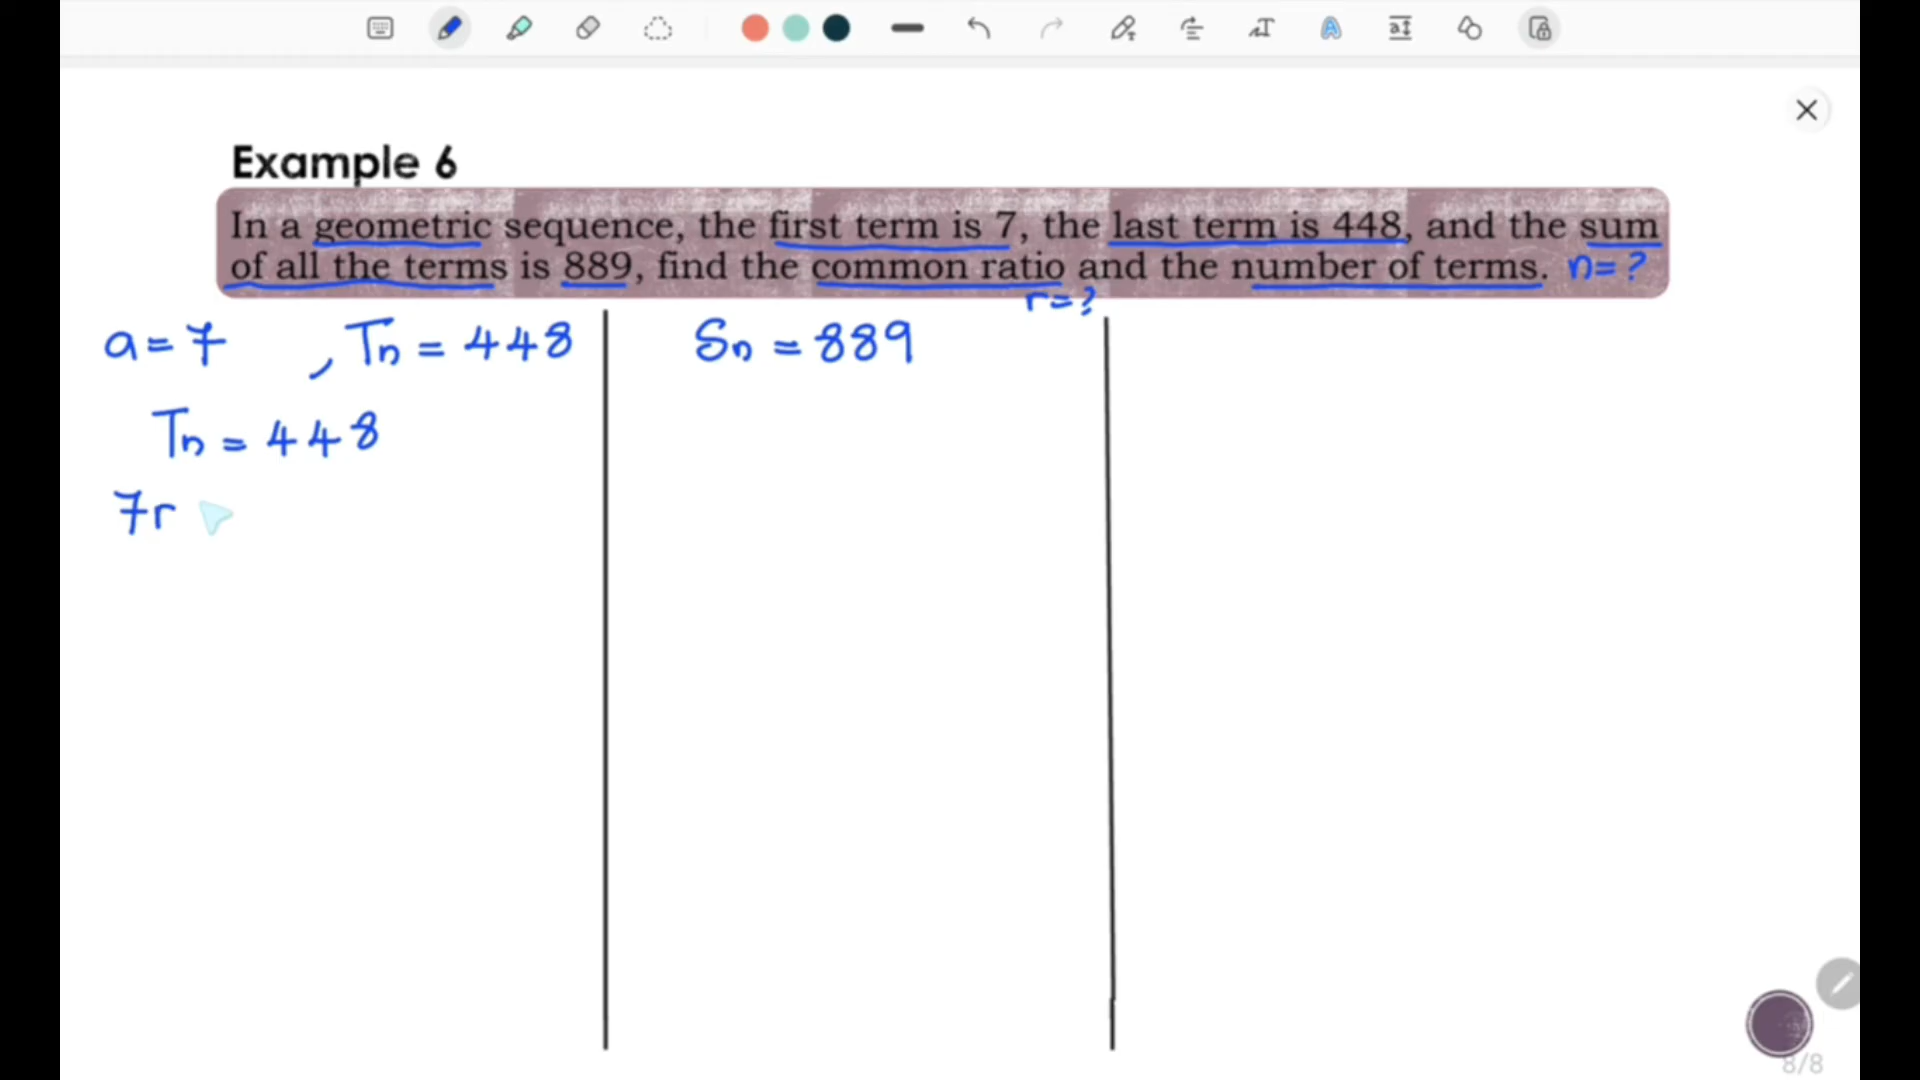 Example 6
In a geometric sequence, the first term is 7, the last term is 448, and the sum
of all the terms is 889, find the common ratio and the number of terms. n=?
r=?
a=7 , Tn = 448
Sn = 889
Tn = 448
7r
8/8